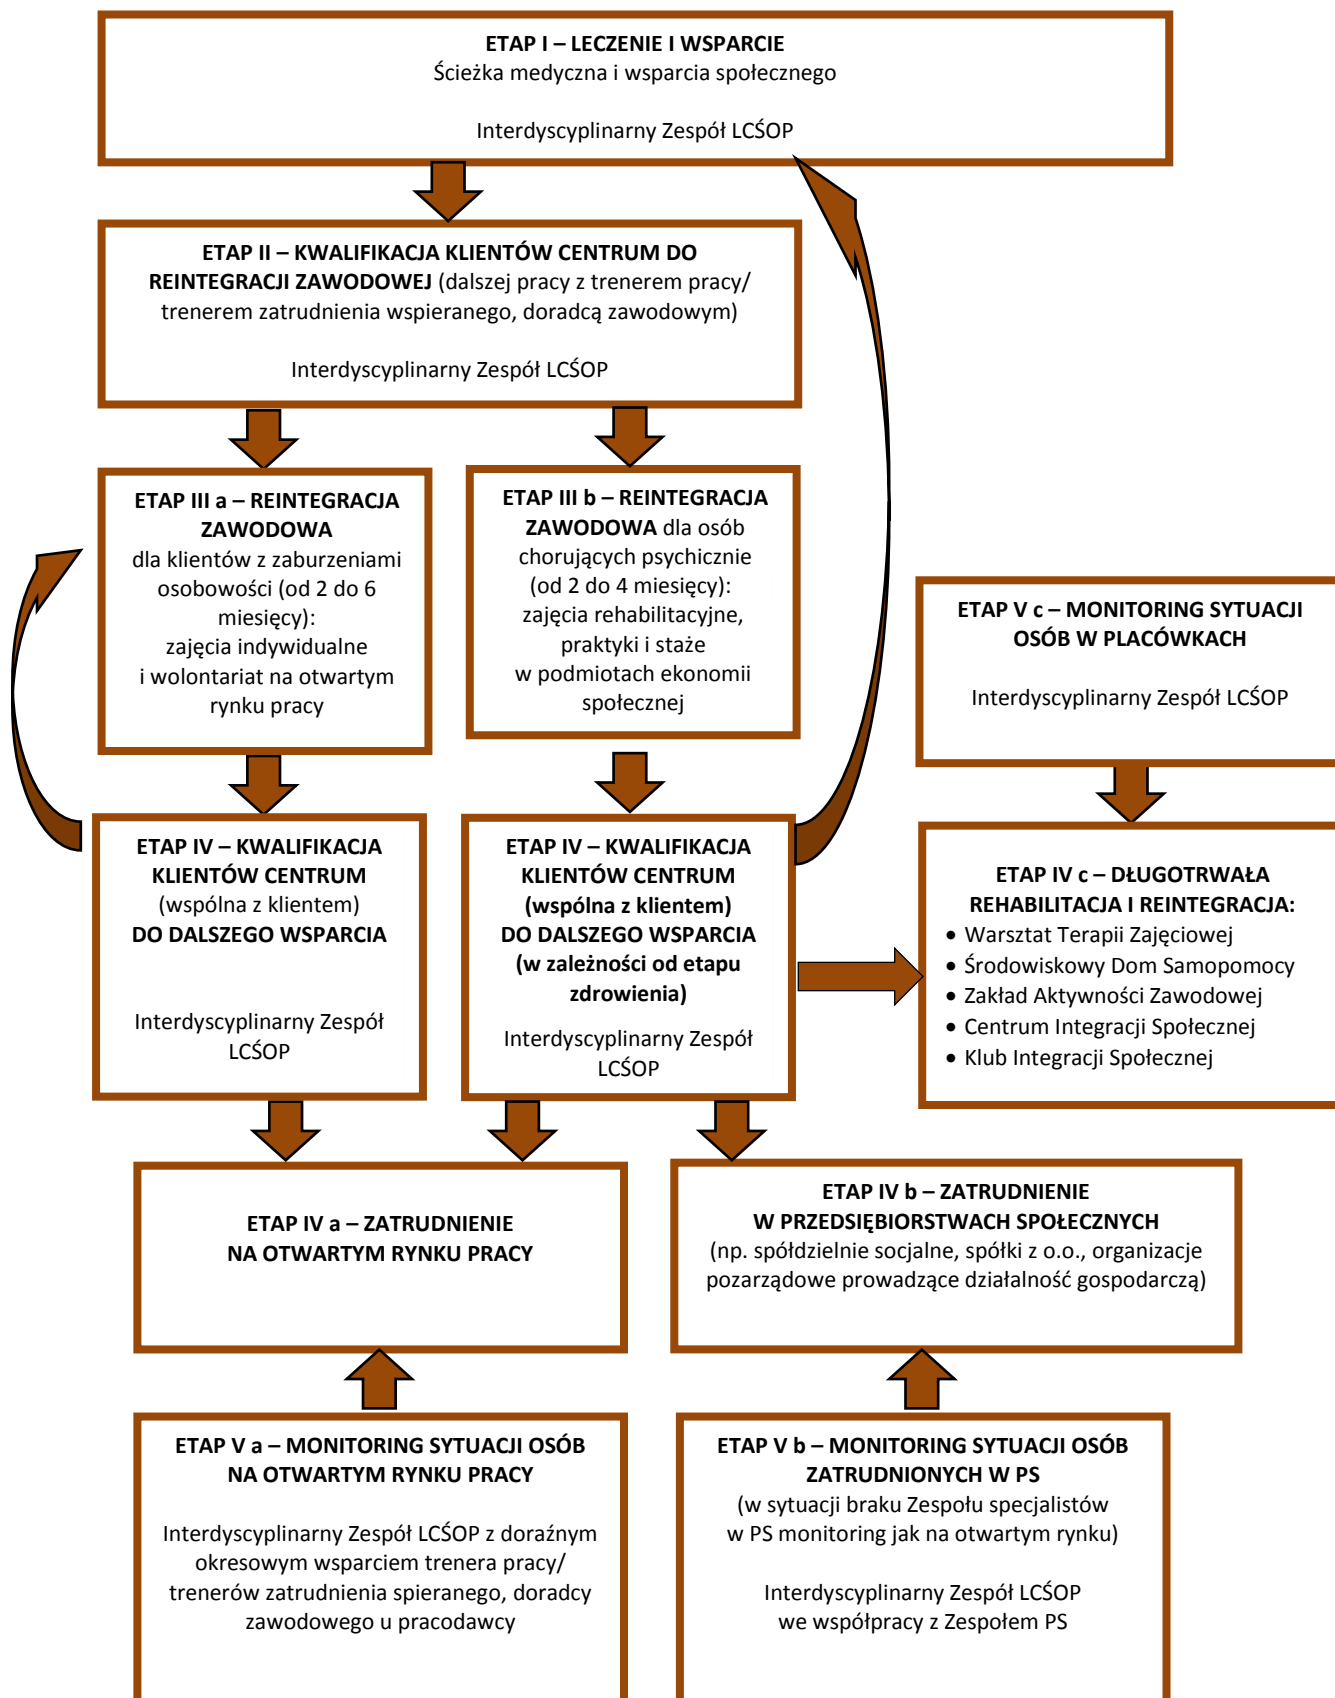 ETAP I – LECZENIE I WSPARCIE
Ścieżka medyczna i wsparcia społecznego
Interdyscyplinarny Zespół LCŚOP
ETAP II – KWALIFIKACJA KLIENTÓW CENTRUM DO
REINTEGRACJI ZAWODOWEJ (dalszej pracy z trenerem pracy/
trenerem zatrudnienia wspieranego, doradcą zawodowym)
Interdyscyplinarny Zespół LCŚOP
ETAP III a – REINTEGRACJA
ZAWODOWA
dla klientów z zaburzeniami
osobowości (od 2 do 6
miesięcy):
zajęcia indywidualne
i wolontariat na otwartym
rynku pracy
ETAP III b – REINTEGRACJA
ZAWODOWA dla osób
chorujących psychicznie
(od 2 do 4 miesięcy):
zajęcia rehabilitacyjne,
praktyki i staże
w podmiotach ekonomii
społecznej
ETAP V c – MONITORING SYTUACJI
OSÓB W PLACÓWKACH
Interdyscyplinarny Zespół LCŚOP
ETAP IV – KWALIFIKACJA
KLIENTÓW CENTRUM
(wspólna z klientem)
DO DALSZEGO WSPARCIA
Interdyscyplinarny Zespół
LCŚOP
ETAP IV – KWALIFIKACJA
KLIENTÓW CENTRUM
(wspólna z klientem)
DO DALSZEGO WSPARCIA
(w zależności od etapu
zdrowienia)
Interdyscyplinarny Zespół
LCŚOP
ETAP IV c – DŁUGOTRWAŁA
REHABILITACJA I REINTEGRACJA:
• Warsztat Terapii Zajęciowej
• Środowiskowy Dom Samopomocy
• Zakład Aktywności Zawodowej
• Centrum Integracji Społecznej
• Klub Integracji Społecznej
ETAP IV a – ZATRUDNIENIE
NA OTWARTYM RYNKU PRACY
ETAP IV b – ZATRUDNIENIE
W PRZEDSIĘBIORSTWACH SPOŁECZNYCH
(np. spółdzielnie socjalne, spółki z o.o., organizacje
pozarządowe prowadzące działalność gospodarczą)
ETAP V a – MONITORING SYTUACJI OSÓB
NA OTWARTYM RYNKU PRACY
Interdyscyplinarny Zespół LCŚOP z doraźnym
okresowym wsparciem trenera pracy/
trenerów zatrudnienia spieranego, doradcy
zawodowego u pracodawcy
ETAP V b – MONITORING SYTUACJI OSÓB
ZATRUDNIONYCH W PS
(w sytuacji braku Zespołu specjalistów
w PS monitoring jak na otwartym rynku)
Interdyscyplinarny Zespół LCŚOP
we współpracy z Zespołem PS